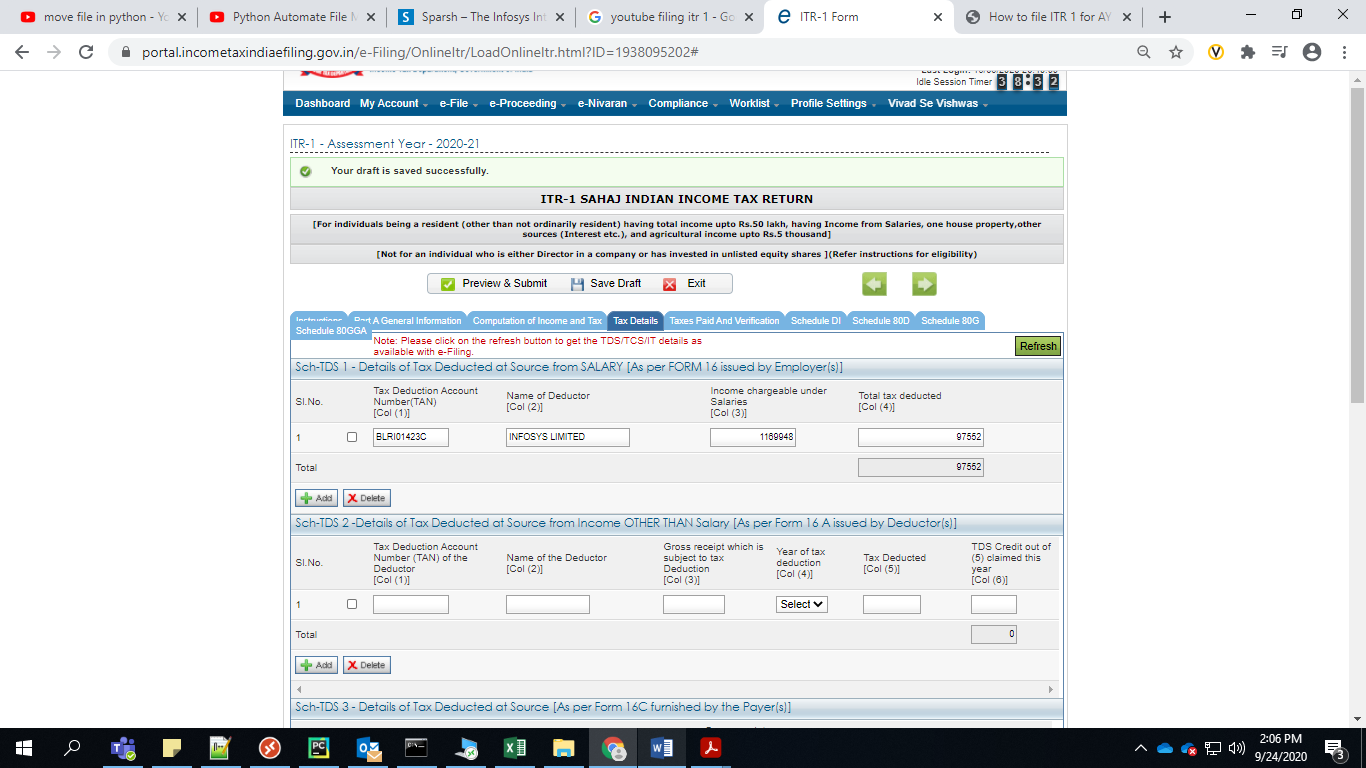 move file in python - Yo
Python Automate File M
Sparsh – The Infosys Int
youtube filing itr 1 - Go
ITR-1 Form
How to file ITR 1 for AY
portal.incometaxindiaefiling.gov.in/e-Filing/OnlineItr/LoadOnlineItr.html?ID=1938095202#
Idle Session Timer 38:32
Dashboard My Account e-File e-Proceeding e-Nivaran Compliance Worklist Profile Settings Vivad Se Vishwas
ITR-1 - Assessment Year - 2020-21
Your draft is saved successfully.
ITR-1 SAHAJ INDIAN INCOME TAX RETURN
[For individuals being a resident (other than not ordinarily resident) having total income upto Rs.50 lakh, having Income from Salaries, one house property,other
sources (Interest etc.), and agricultural income upto Rs.5 thousand]
[Not for an individual who is either Director in a company or has invested in unlisted equity shares ](Refer instructions for eligibility)
Preview & Submit Save Draft Exit
Instructions Part A General Information Computation of Income and Tax Tax Details Taxes Paid And Verification Schedule DI Schedule 80D Schedule 80G
Schedule 80GGA
Note: Please click on the refresh button to get the TDS/TCS/IT details as
available with e-Filing.
Refresh
Sch-TDS 1 - Details of Tax Deducted at Source from SALARY [As per FORM 16 issued by Employer(s)]
Sl.No.
Tax Deduction Account
Number(TAN)
[Col (1)]
Name of Deductor
[Col (2)]
Income chargeable under
Salaries
[Col (3)]
Total tax deducted
[Col (4)]
1 BLRI01423C INFOSYS LIMITED 1169948 97552
Total 97552
Add Delete
Sch-TDS 2 -Details of Tax Deducted at Source from Income OTHER THAN Salary [As per Form 16 A issued by Deductor(s)]
Sl.No.
Tax Deduction Account
Number (TAN) of the
Deductor
[Col (1)]
Name of the Deductor
[Col (2)]
Gross receipt which is
subject to tax
Deduction
[Col (3)]
Year of tax
deduction
[Col (4)]
Tax Deducted
[Col (5)]
TDS Credit out of
(5) claimed this
year
[Col (6)]
1 Select
Total 0
Add Delete
Sch-TDS 3 - Details of Tax Deducted at Source [As per Form 16C furnished by the Payer(s)]
2:06 PM
9/24/2020
3